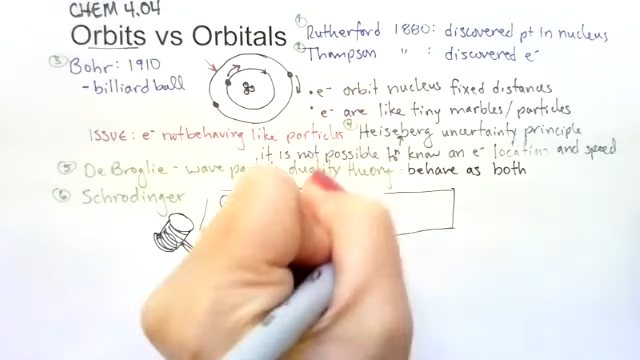 CHEM 4.04
Orbits vs Orbitals
① Rutherford 1880: discovered pt in nucleus
② Thompson " : discovered e⁻
③ Bohr: 1910
- billiard ball
• e⁻ orbit nucleus fixed distances
• e⁻ are like tiny marbles/particles
ISSUE: e⁻ not behaving like particles
④ Heiseberg uncertainty principle
it is not possible to know an e⁻ location and speed
⑤ De Broglie - wave duality theory - behave as both
⑥ Schrodinger